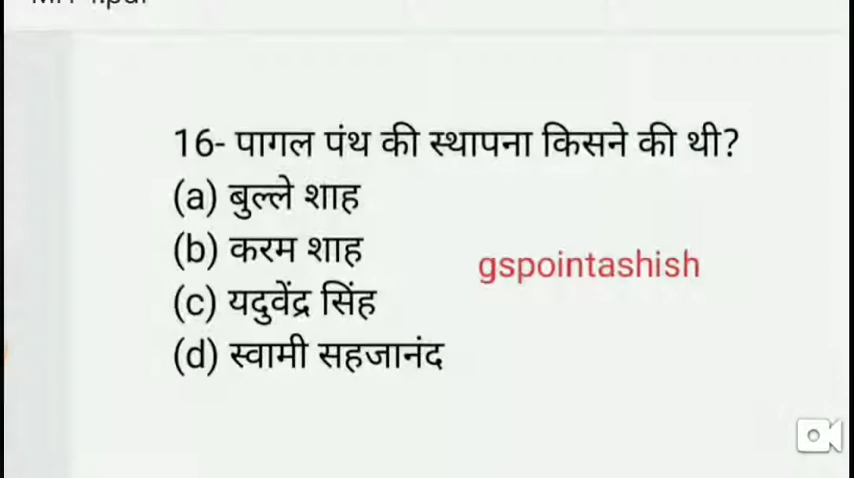 16- पागल पंथ की स्थापना किसने की थी?
(a) बुल्ले शाह
(b) करम शाह
gspointashish
(c) यदुवेंद्र सिंह
(d) स्वामी सहजानंद